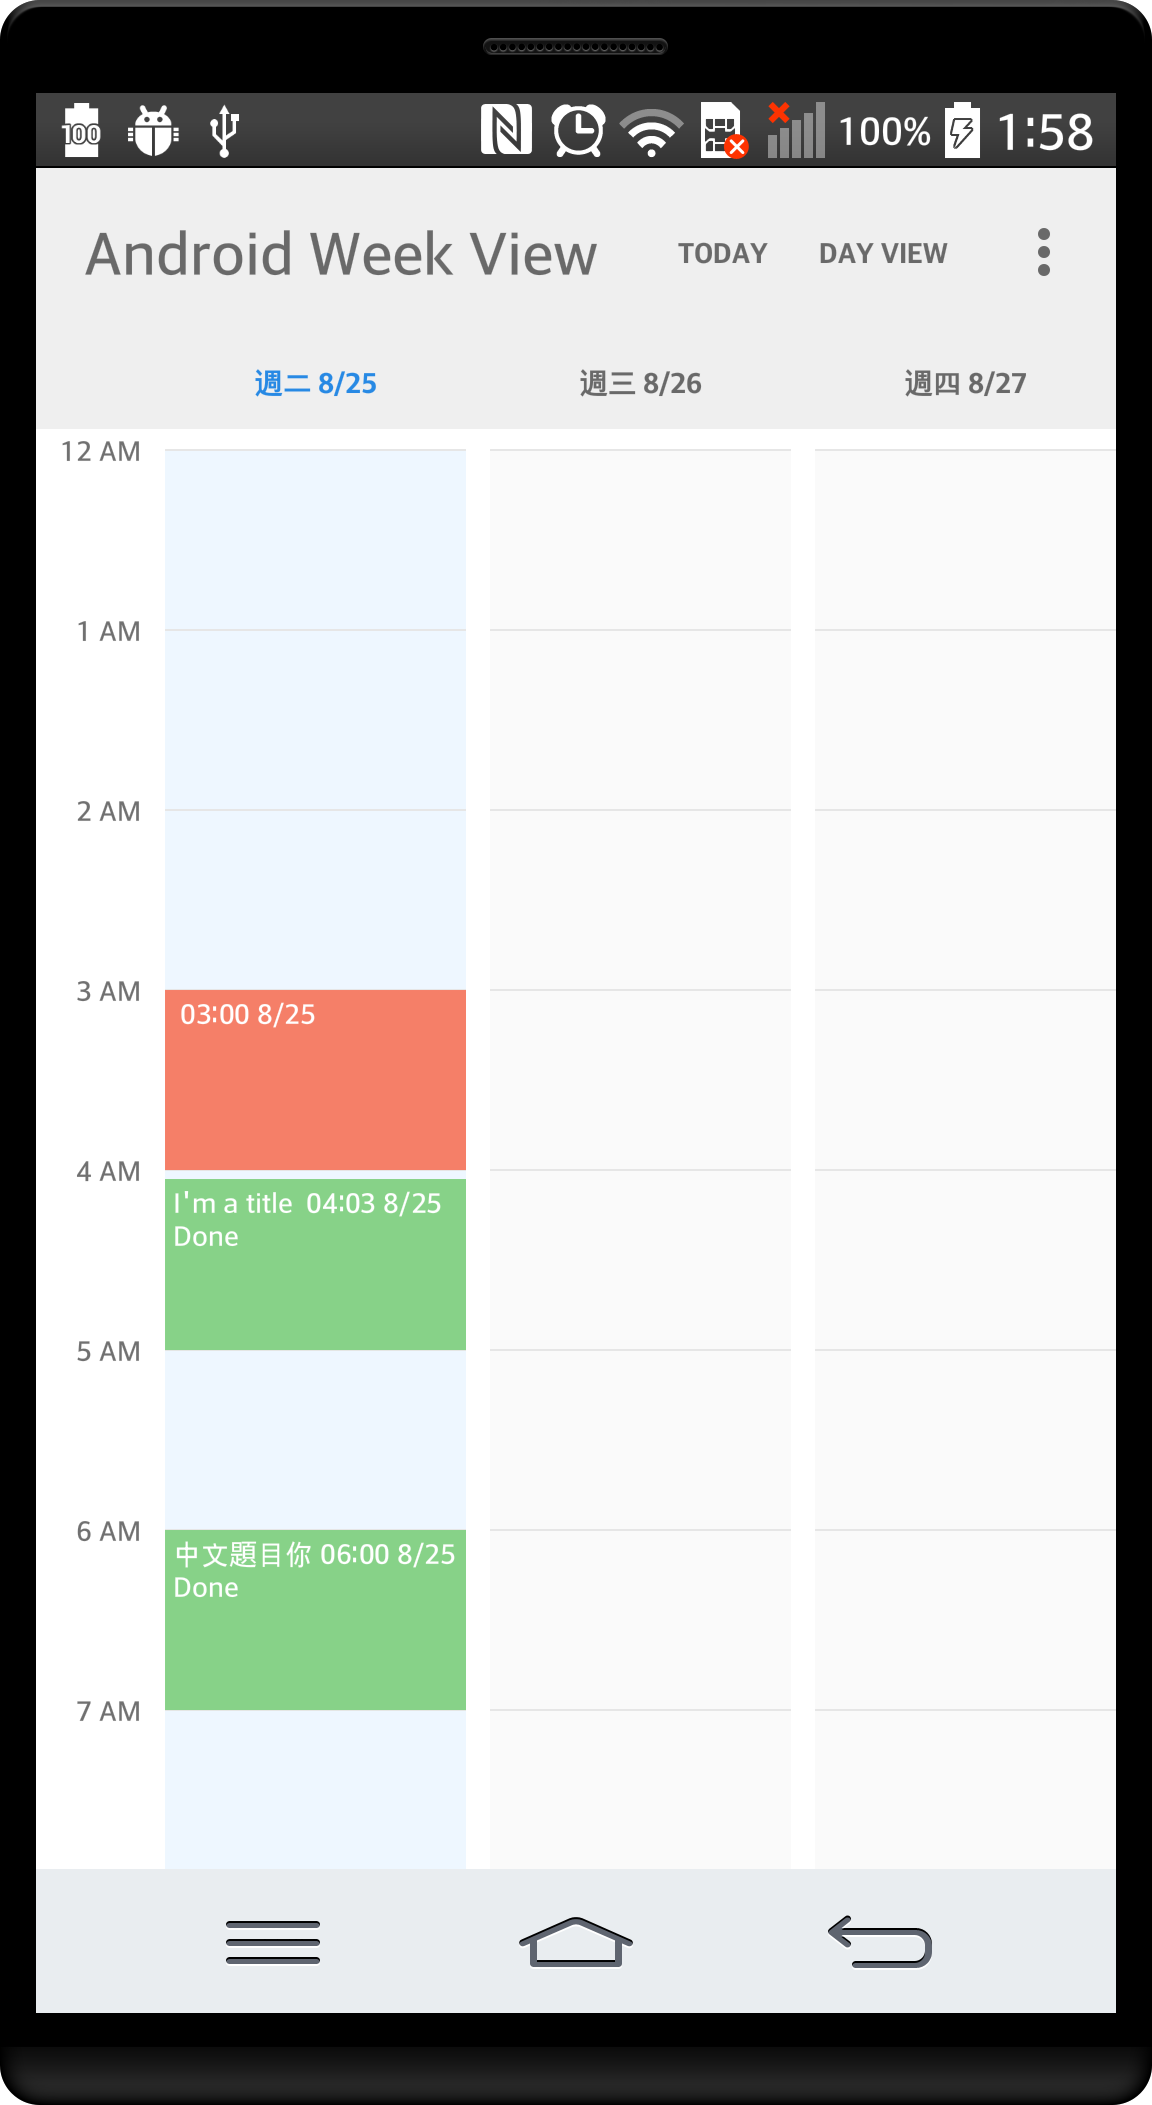 100 100% 1:58
Android Week View TODAY DAY VIEW
週二 8/25 週三 8/26 週四 8/27
12 AM
1 AM
2 AM
3 AM
03:00 8/25
4 AM
I'm a title 04:03 8/25
Done
5 AM
6 AM
中文題目你 06:00 8/25
Done
7 AM